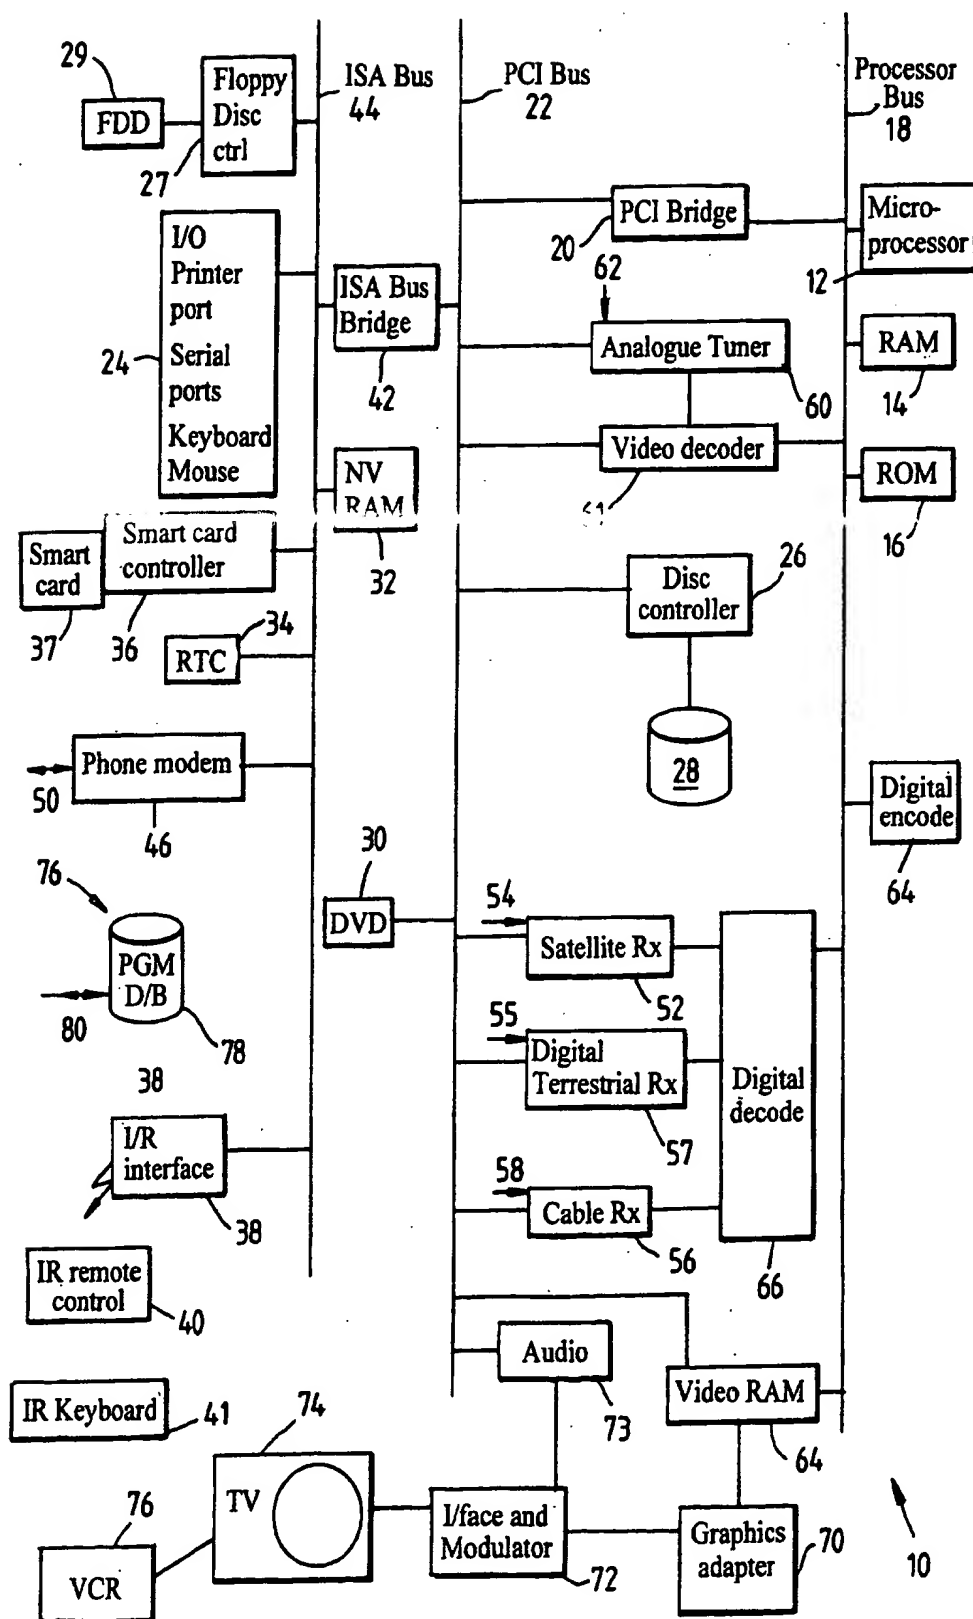 29
FDD
Floppy
Disc
ctrl
27
ISA Bus
44
PCI Bus
22
Processor
Bus
18
I/O
Printer
port
Serial
ports
Keyboard
Mouse
24
ISA Bus
Bridge
42
PCI Bridge
20
Micro-
processor
12
62
Analogue Tuner
60
RAM
14
Video decoder
NV
RAM
32
ROM
16
Smart
card
37
Smart card
controller
36
Disc
controller
26
34
RTC
28
Phone modem
50
46
Digital
encode
64
76
PGM
D/B
80
78
30
DVD
54
Satellite Rx
52
55
Digital
Terrestrial Rx
57
58
Cable Rx
56
Digital
decode
66
38
I/R
interface
38
IR remote
control
40
Audio
73
Video RAM
64
IR Keyboard
41
74
TV
76
VCR
I/face and
Modulator
72
Graphics
adapter
70
10